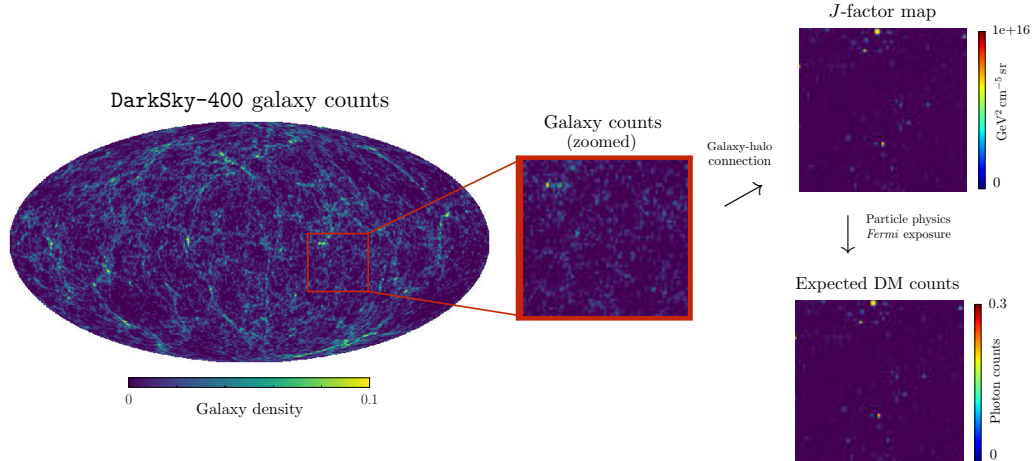 DarkSky-400 galaxy counts
0
0.1
Galaxy density
Galaxy counts
(zoomed)
Galaxy-halo
connection
J-factor map
1e+16
GeV² cm⁻⁵ sr
0
Particle physics
Fermi exposure
Expected DM counts
0.3
Photon counts
0